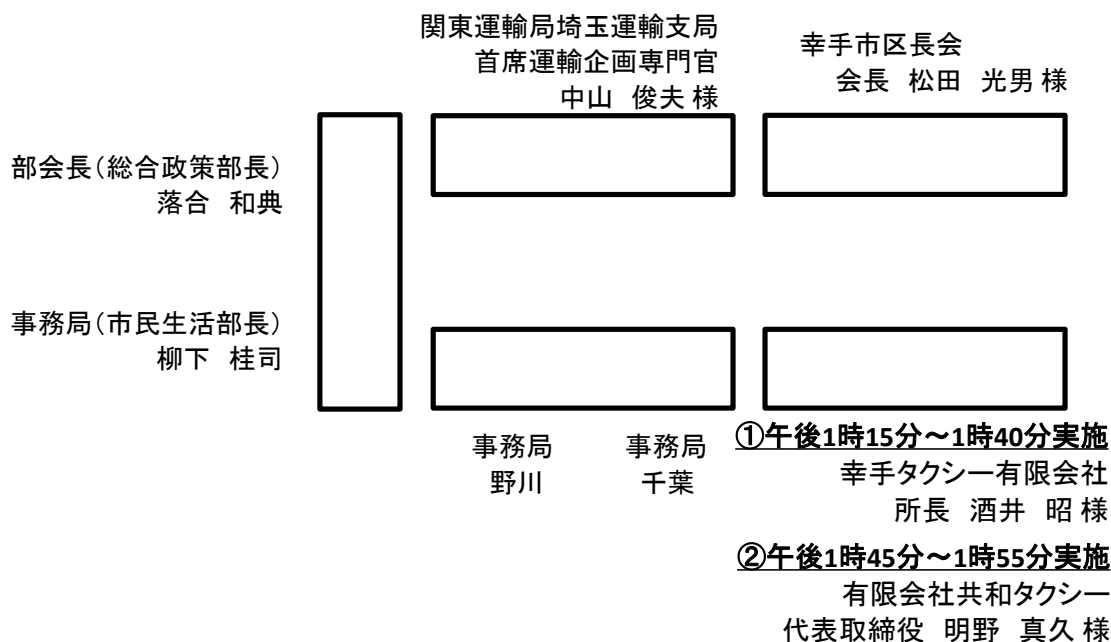 関東運輸局埼玉運輸支局
首席運輸企画専門官
中山　俊夫 様
幸手市区長会
会長　松田　光男 様
部会長（総合政策部長）
落合　和典
事務局（市民生活部長）
柳下　桂司
事務局
野川
事務局
千葉
①午後1時15分～1時40分実施
幸手タクシー有限会社
所長　酒井　昭 様
②午後1時45分～1時55分実施
有限会社共和タクシー
代表取締役　明野　真久 様